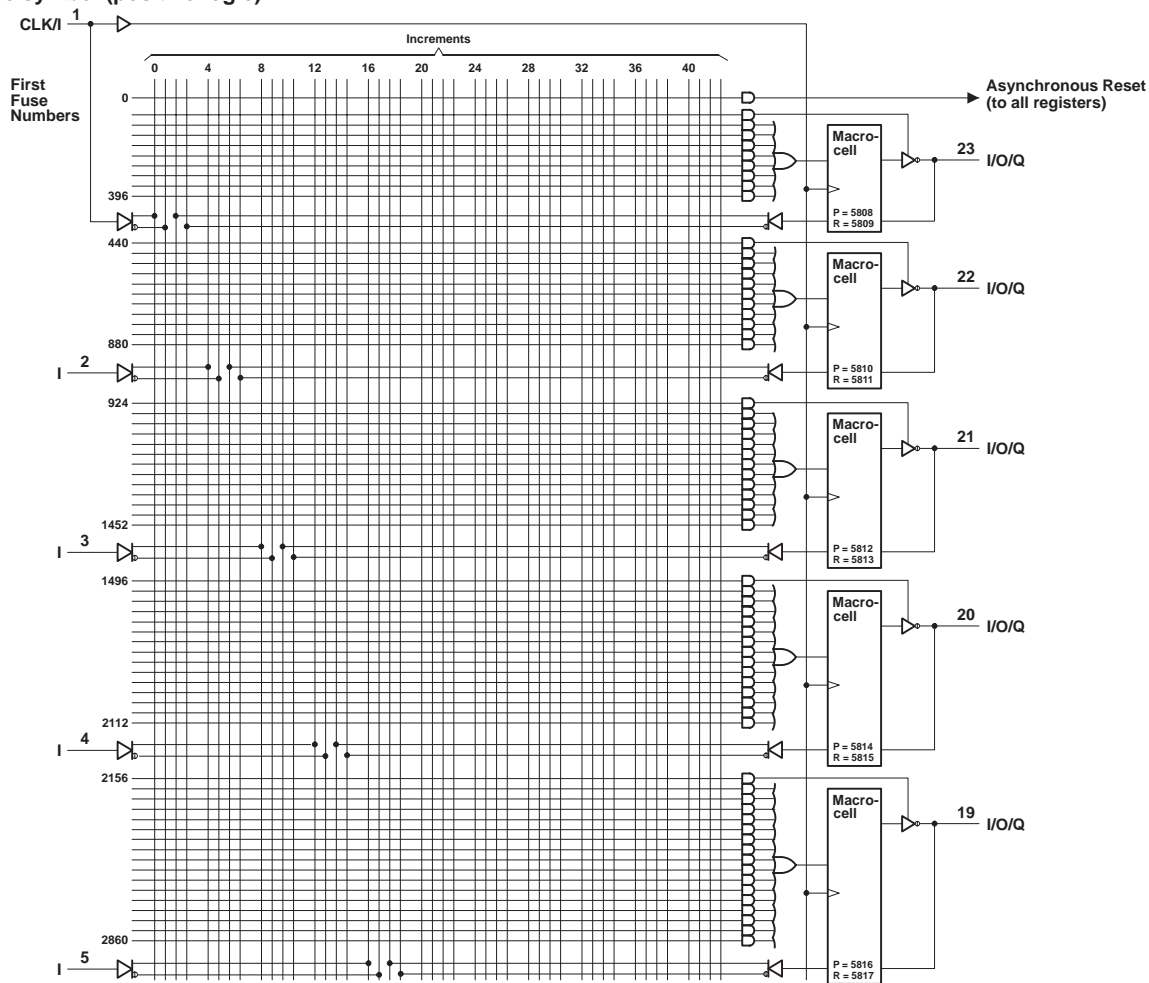 CLK/I 1
Increments
0 4 8 12 16 20 24 28 32 36 40
First
Fuse
Numbers
0
Asynchronous Reset
(to all registers)
Macro-
cell
23
I/O/Q
396
P = 5808
R = 5809
440
Macro-
cell
22
I/O/Q
880
I 2
P = 5810
R = 5811
924
Macro-
cell
21
I/O/Q
1452
I 3
P = 5812
R = 5813
1496
Macro-
cell
20
I/O/Q
2112
I 4
P = 5814
R = 5815
2156
Macro-
cell
19
I/O/Q
2860
I 5
P = 5816
R = 5817